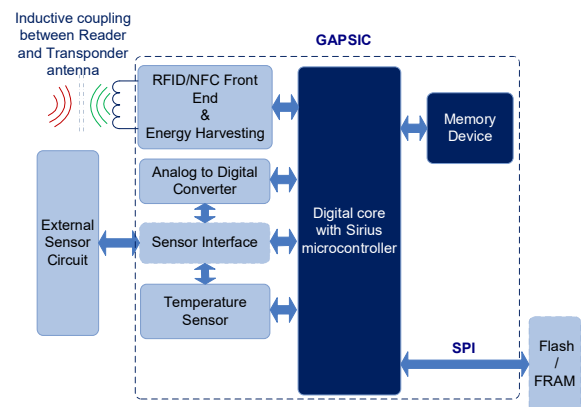 Inductive coupling
between Reader
and Transponder
antenna
GAPSIC
RFID/NFC Front
End
&
Energy Harvesting
Memory
Device
Analog to Digital
Converter
External
Sensor
Circuit
Sensor Interface
Digital core
with Sirius
microcontroller
Temperature
Sensor
SPI
Flash
/
FRAM